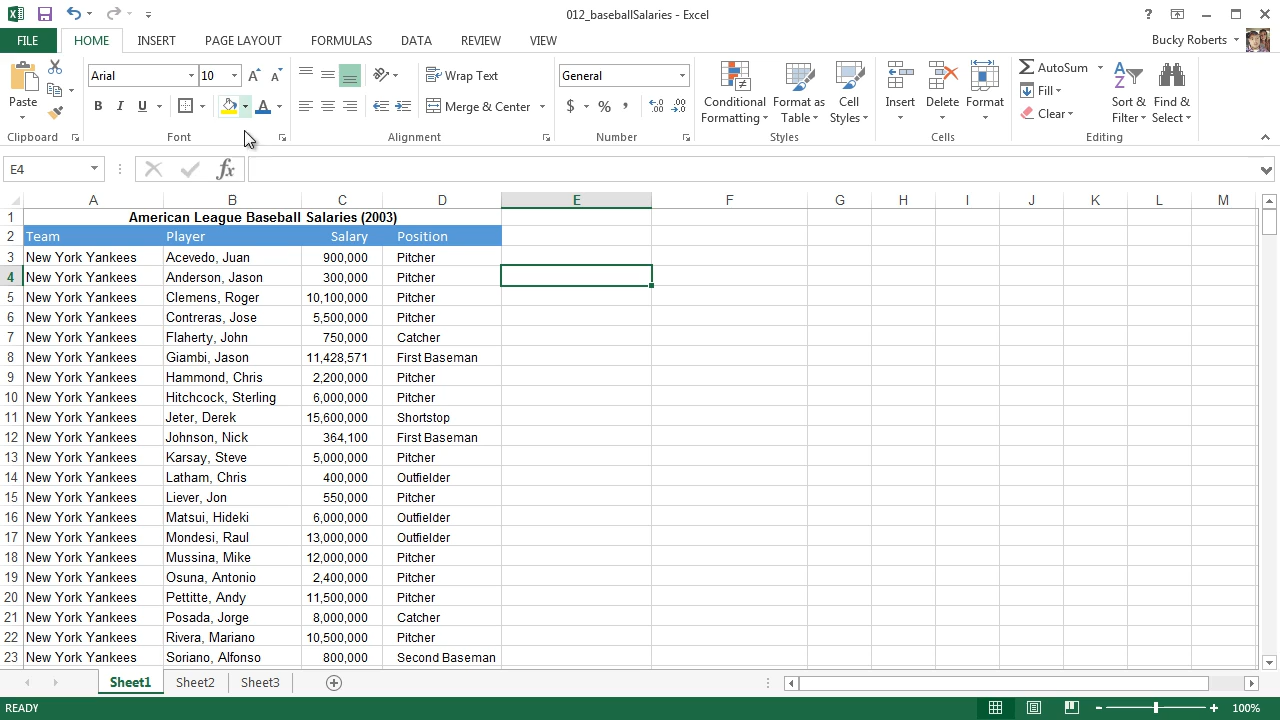 012_baseballSalaries - Excel
FILE HOME INSERT PAGE LAYOUT FORMULAS DATA REVIEW VIEW Bucky Roberts
Arial 10 Wrap Text General AutoSum
Paste Merge & Center $ % , Conditional Formatting Format as Table Cell Styles Insert Delete Format Fill Clear Sort & Filter Find & Select
Clipboard Font Alignment Number Styles Cells Editing
E4 fx
A B C D E F G H I J K L M
1 American League Baseball Salaries (2003)
2 Team Player Salary Position
3 New York Yankees Acevedo, Juan 900,000 Pitcher
4 New York Yankees Anderson, Jason 300,000 Pitcher
5 New York Yankees Clemens, Roger 10,100,000 Pitcher
6 New York Yankees Contreras, Jose 5,500,000 Pitcher
7 New York Yankees Flaherty, John 750,000 Catcher
8 New York Yankees Giambi, Jason 11,428,571 First Baseman
9 New York Yankees Hammond, Chris 2,200,000 Pitcher
10 New York Yankees Hitchcock, Sterling 6,000,000 Pitcher
11 New York Yankees Jeter, Derek 15,600,000 Shortstop
12 New York Yankees Johnson, Nick 364,100 First Baseman
13 New York Yankees Karsay, Steve 5,000,000 Pitcher
14 New York Yankees Latham, Chris 400,000 Outfielder
15 New York Yankees Liever, Jon 550,000 Pitcher
16 New York Yankees Matsui, Hideki 6,000,000 Outfielder
17 New York Yankees Mondesi, Raul 13,000,000 Outfielder
18 New York Yankees Mussina, Mike 12,000,000 Pitcher
19 New York Yankees Osuna, Antonio 2,400,000 Pitcher
20 New York Yankees Pettitte, Andy 11,500,000 Pitcher
21 New York Yankees Posada, Jorge 8,000,000 Catcher
22 New York Yankees Rivera, Mariano 10,500,000 Pitcher
23 New York Yankees Soriano, Alfonso 800,000 Second Baseman
Sheet1 Sheet2 Sheet3
READY 100%